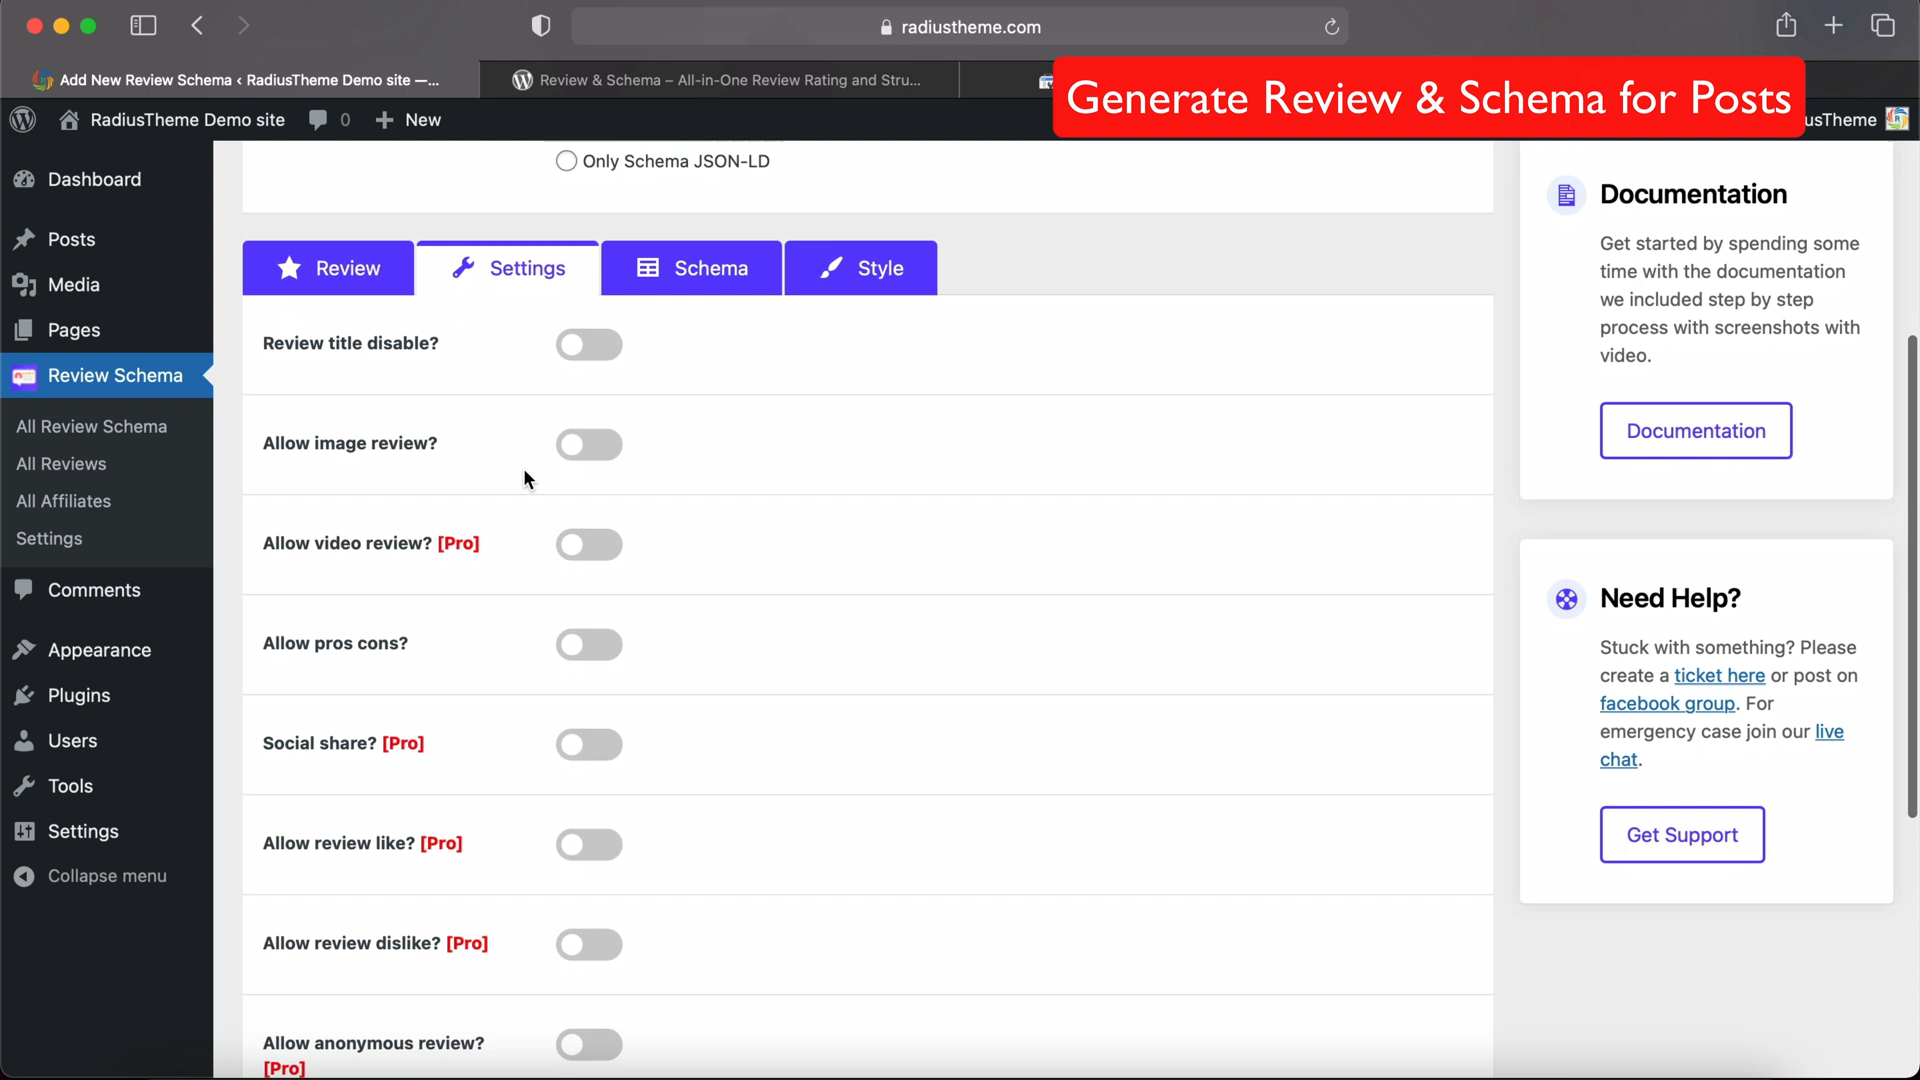 radiustheme.com
Add New Review Schema ‹ RadiusTheme Demo site —...
Review & Schema – All-in-One Review Rating and Stru...
Generate Review & Schema for Posts
RadiusTheme Demo site
0
New
usTheme
Dashboard
Posts
Media
Pages
Review Schema
All Review Schema
All Reviews
All Affiliates
Settings
Comments
Appearance
Plugins
Users
Tools
Settings
Collapse menu
Only Schema JSON-LD
Review
Settings
Schema
Style
Review title disable?
Allow image review?
Allow video review? [Pro]
Allow pros cons?
Social share? [Pro]
Allow review like? [Pro]
Allow review dislike? [Pro]
Allow anonymous review?
[Pro]
Documentation
Get started by spending some
time with the documentation
we included step by step
process with screenshots with
video.
Documentation
Need Help?
Stuck with something? Please
create a ticket here or post on
facebook group. For
emergency case join our live
chat.
Get Support